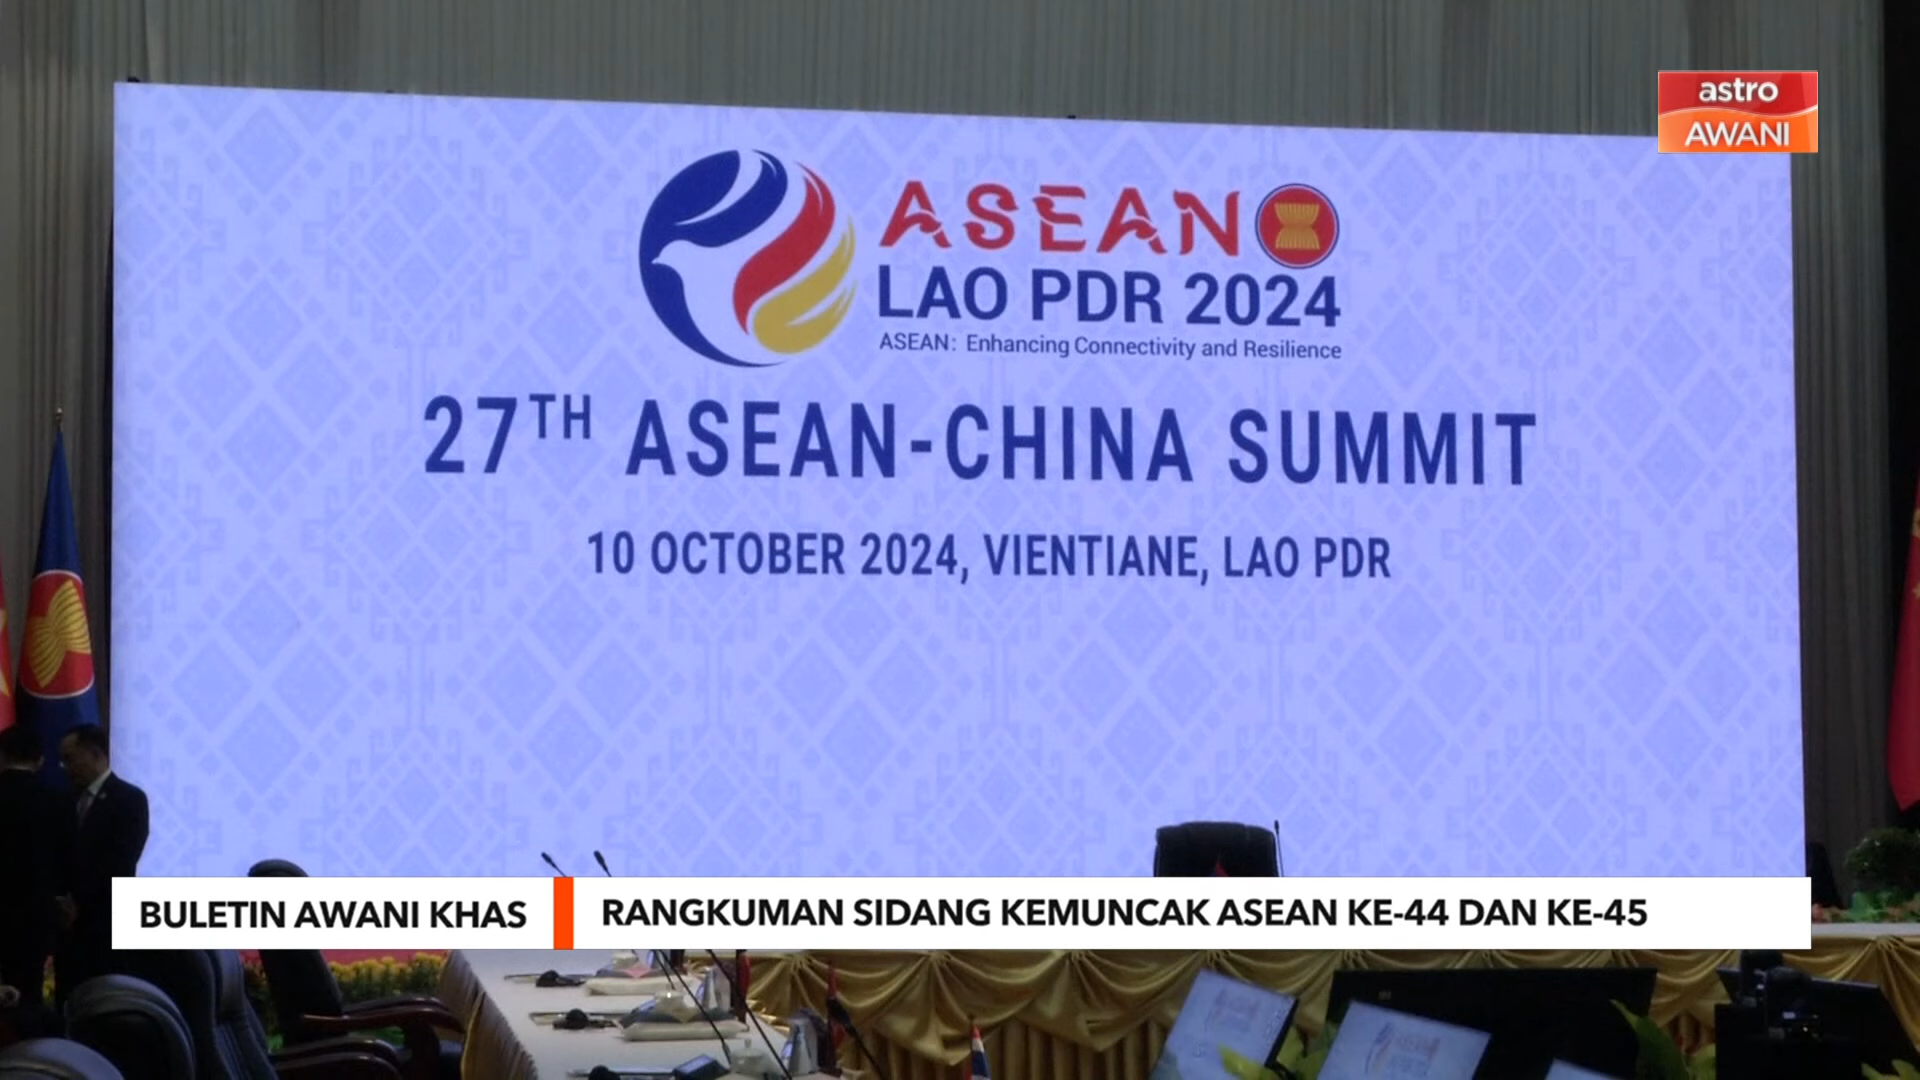 astro
AWANI
ASEAN
LAO PDR 2024
ASEAN: Enhancing Connectivity and Resilience
27TH ASEAN-CHINA SUMMIT
10 OCTOBER 2024, VIENTIANE, LAO PDR
BULETIN AWANI KHAS
RANGKUMAN SIDANG KEMUNCAK ASEAN KE-44 DAN KE-45